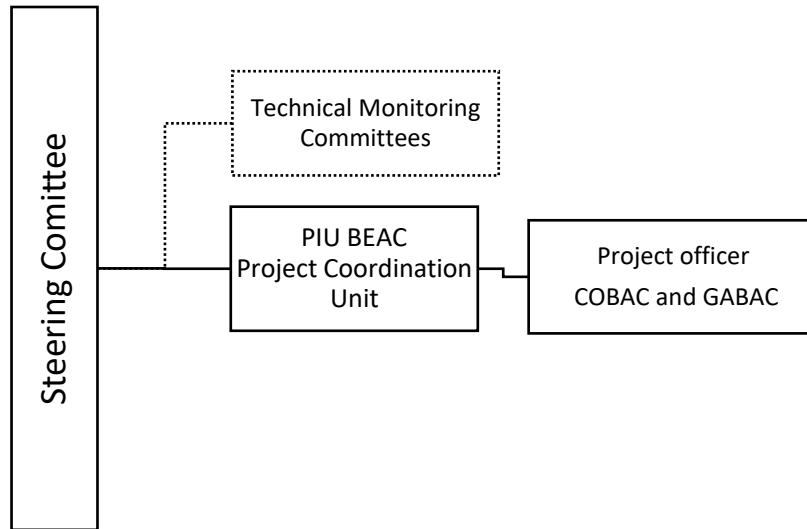 Steering Comittee
Technical Monitoring
Committees
PIU BEAC
Project Coordination
Unit
Project officer
COBAC and GABAC